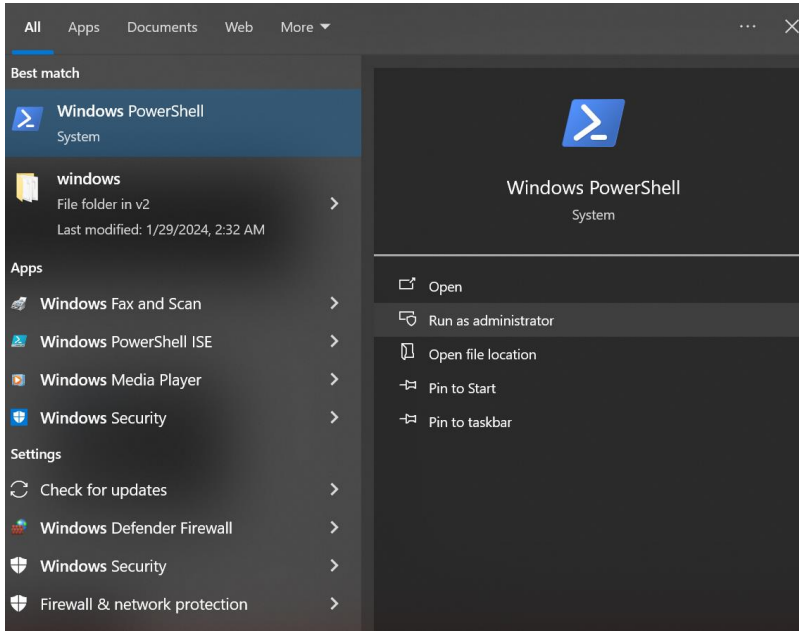 All Apps Documents Web More
Best match
Windows PowerShell
System
windows
File folder in v2
Last modified: 1/29/2024, 2:32 AM
Apps
Windows Fax and Scan
Windows PowerShell ISE
Windows Media Player
Windows Security
Settings
Check for updates
Windows Defender Firewall
Windows Security
Firewall & network protection
Windows PowerShell
System
Open
Run as administrator
Open file location
Pin to Start
Pin to taskbar